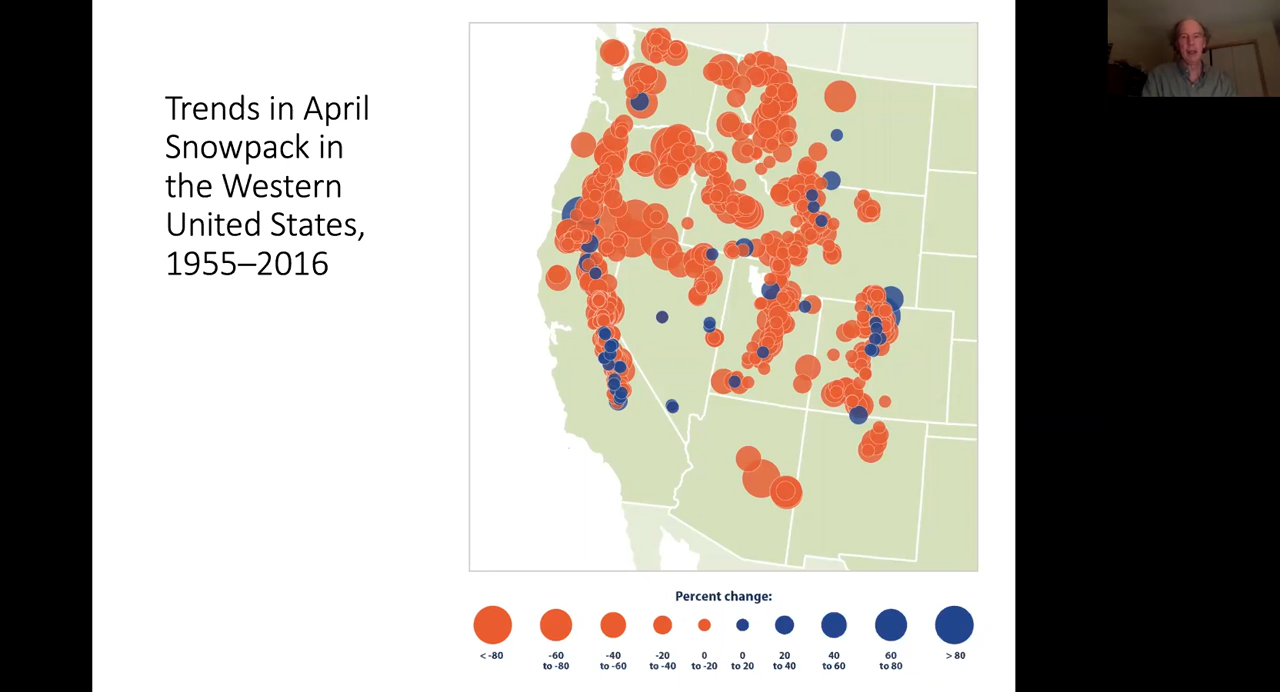 Trends in April
Snowpack in
the Western
United States,
1955–2016
Percent change:
< -80
-60
to -80
-40
to -60
-20
to -40
0
to -20
0
to 20
20
to 40
40
to 60
60
to 80
> 80